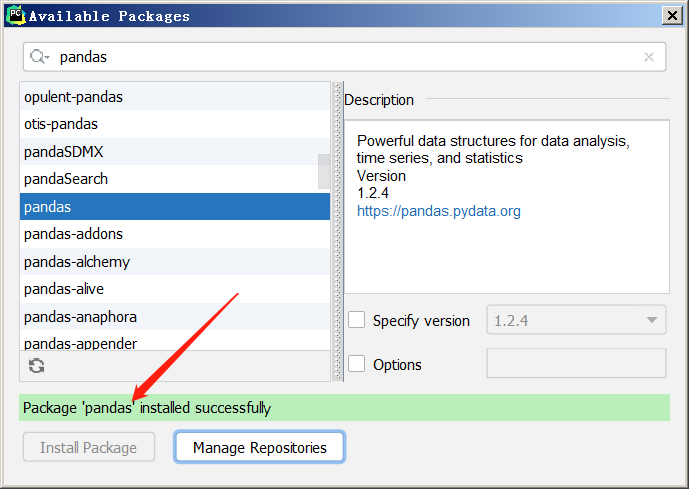 PC
Available Packages
pandas
opulent-pandas
otis-pandas
pandaSDMX
pandaSearch
pandas
pandas-addons
pandas-alchemy
pandas-alive
pandas-anaphora
pandas-appender
Description
Powerful data structures for data analysis,
time series, and statistics
Version
1.2.4
https://pandas.pydata.org
Specify version
1.2.4
Options
Package 'pandas' installed successfully
Install Package
Manage Repositories